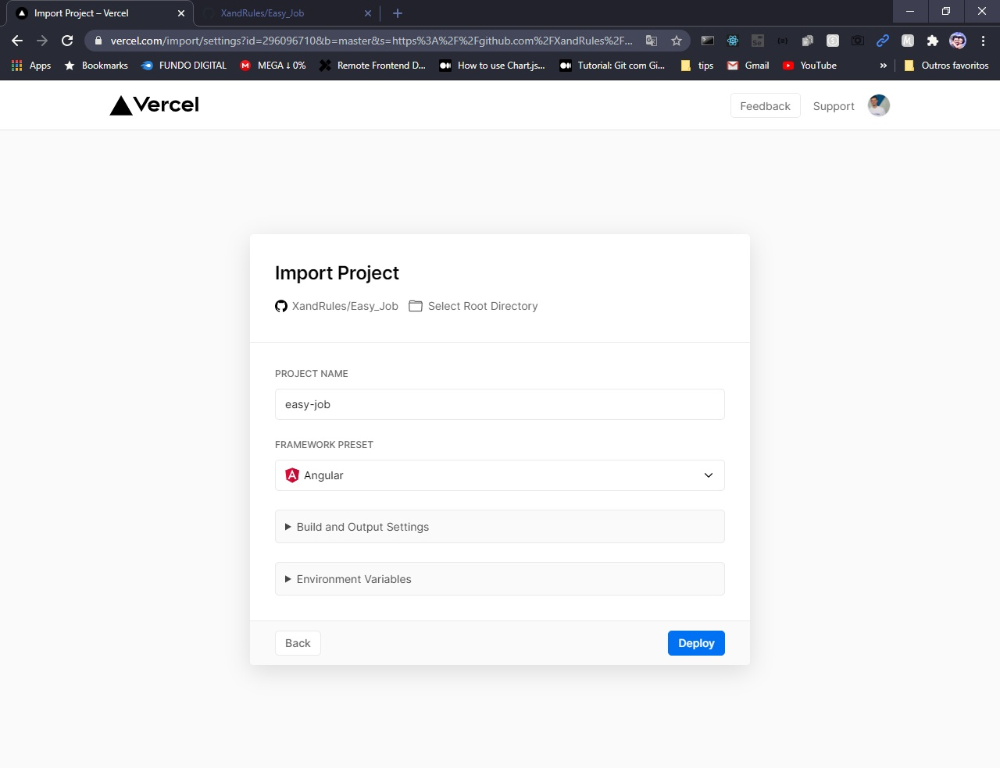 Import Project – Vercel
XandRules/Easy_Job
vercel.com/import/settings?id=296096710&b=master&s=https%3A%2F%2Fgithub.com%2FXandRules%2F...
Apps
Bookmarks
FUNDO DIGITAL
MEGA ↓ 0%
Remote Frontend D...
How to use Chart.js...
Tutorial: Git com Gi...
tips
Gmail
YouTube
»
Outros favoritos
Vercel
Feedback
Support
Import Project
XandRules/Easy_Job
Select Root Directory
PROJECT NAME
easy-job
FRAMEWORK PRESET
Angular
Build and Output Settings
Environment Variables
Back
Deploy